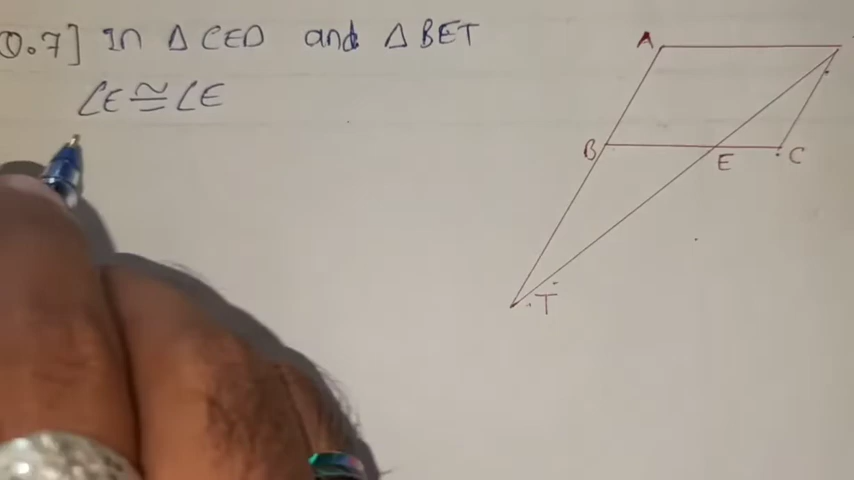 Q.7] In △ CED and △ BET
∠E ≅ ∠E
A
B
E
C
T